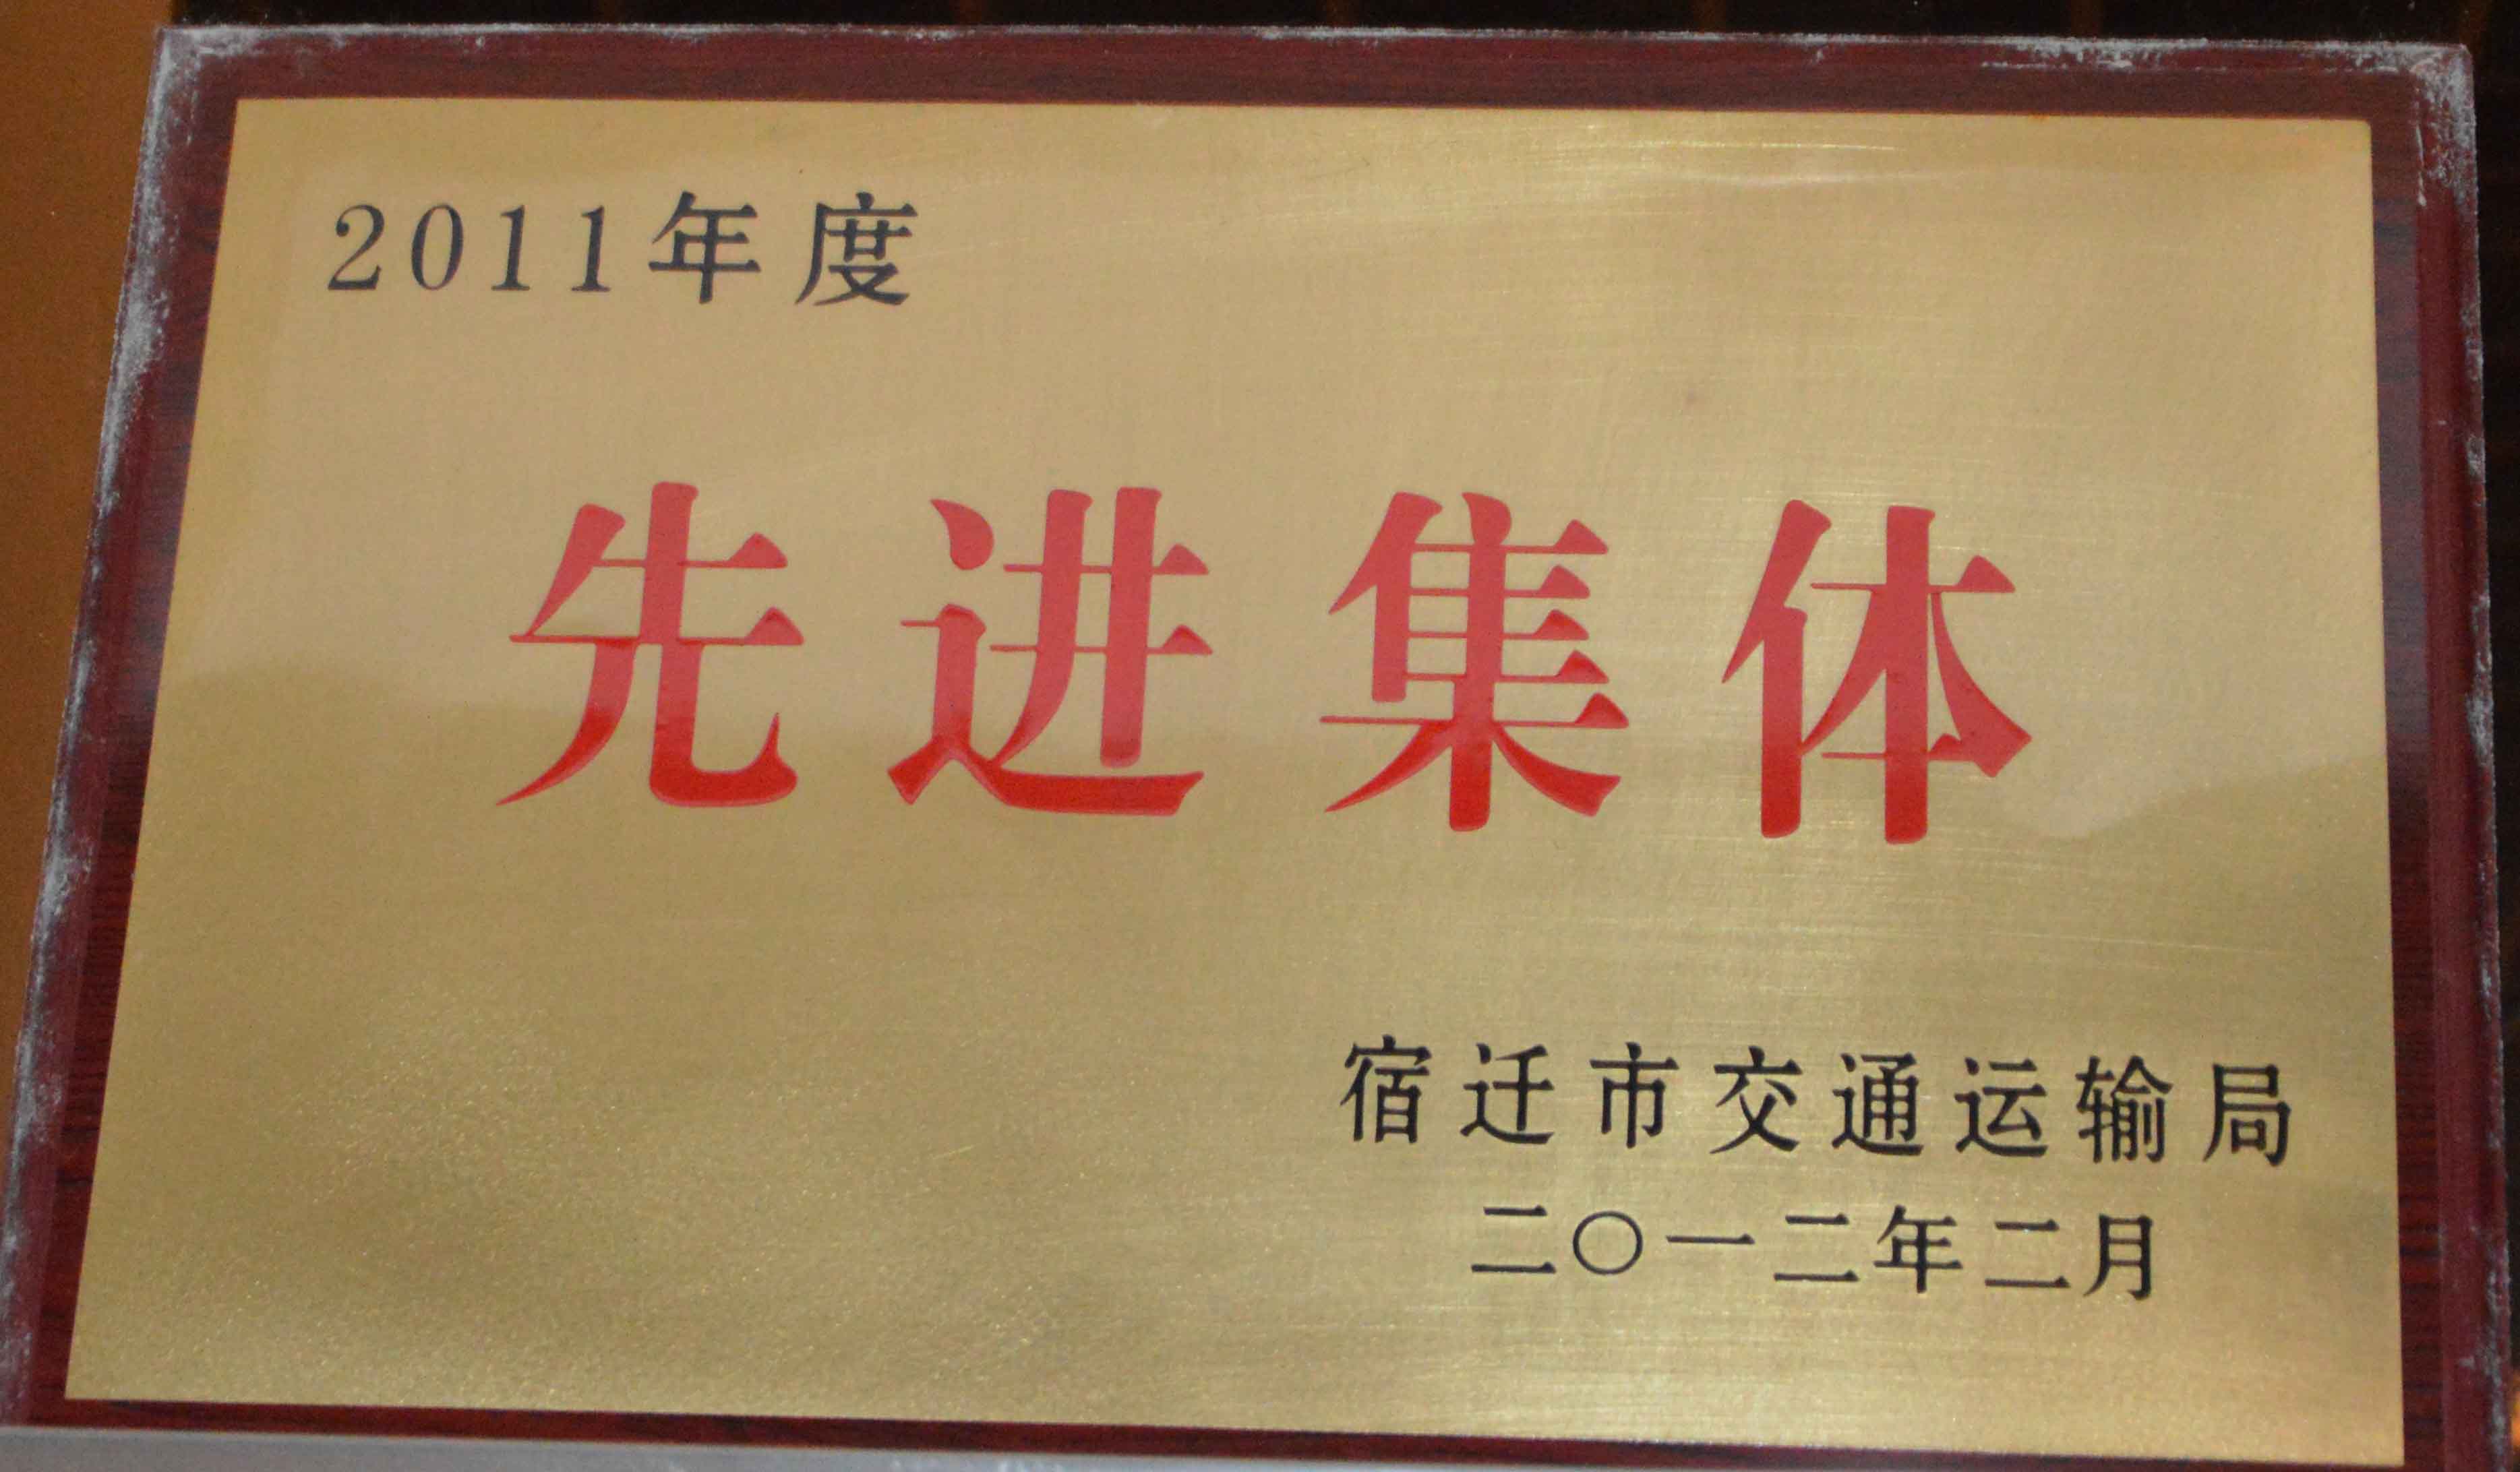 2011年度
先进集体
宿迁市交通运输局
二〇一二年二月